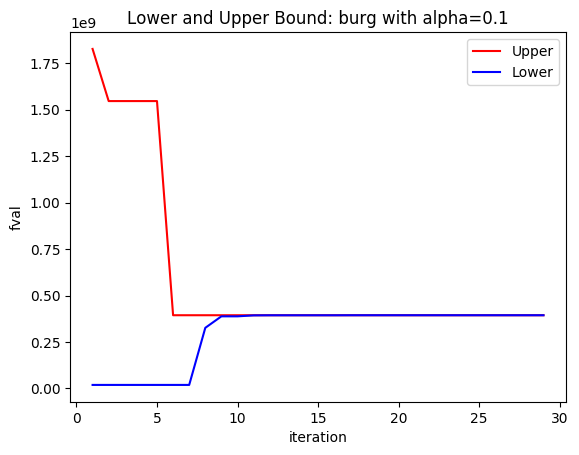 Lower and Upper Bound: burg with alpha=0.1
1e9
Upper
Lower
1.75
1.50
1.25
1.00
0.75
0.50
0.25
0.00
fval
0 5 10 15 20 25 30
iteration